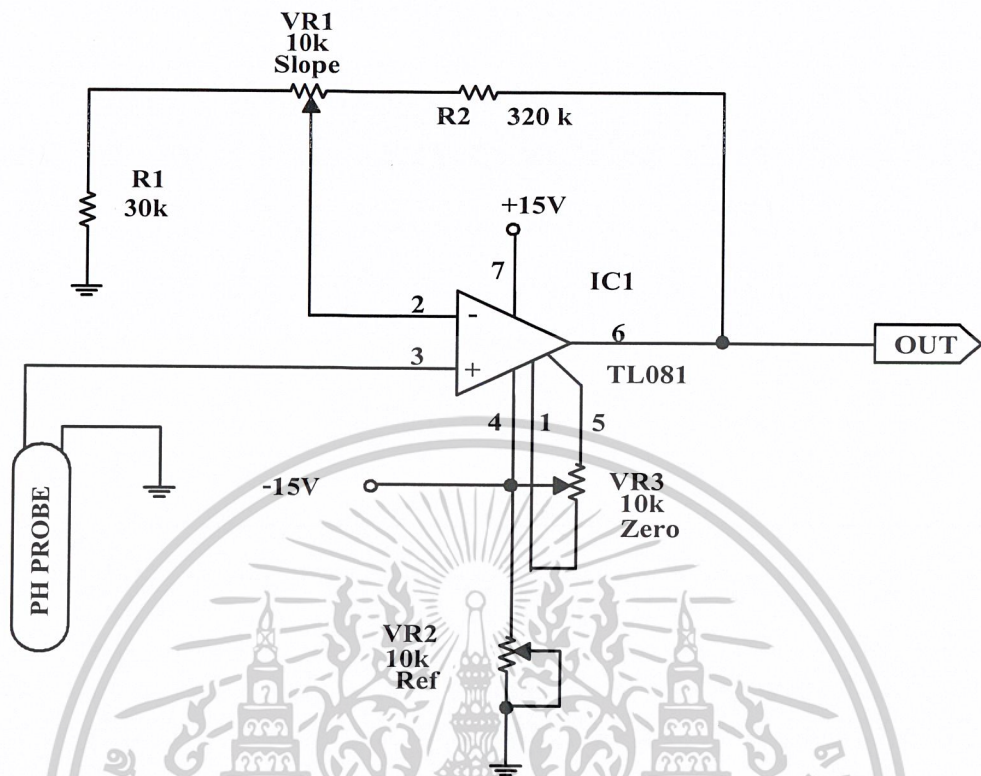 VR1
10k
Slope
R2 320 k
R1
30k
+15V
7
IC1
2
-
6
OUT
3
+
TL081
4 1 5
-15V
VR3
10k
Zero
PH PROBE
VR2
10k
Ref